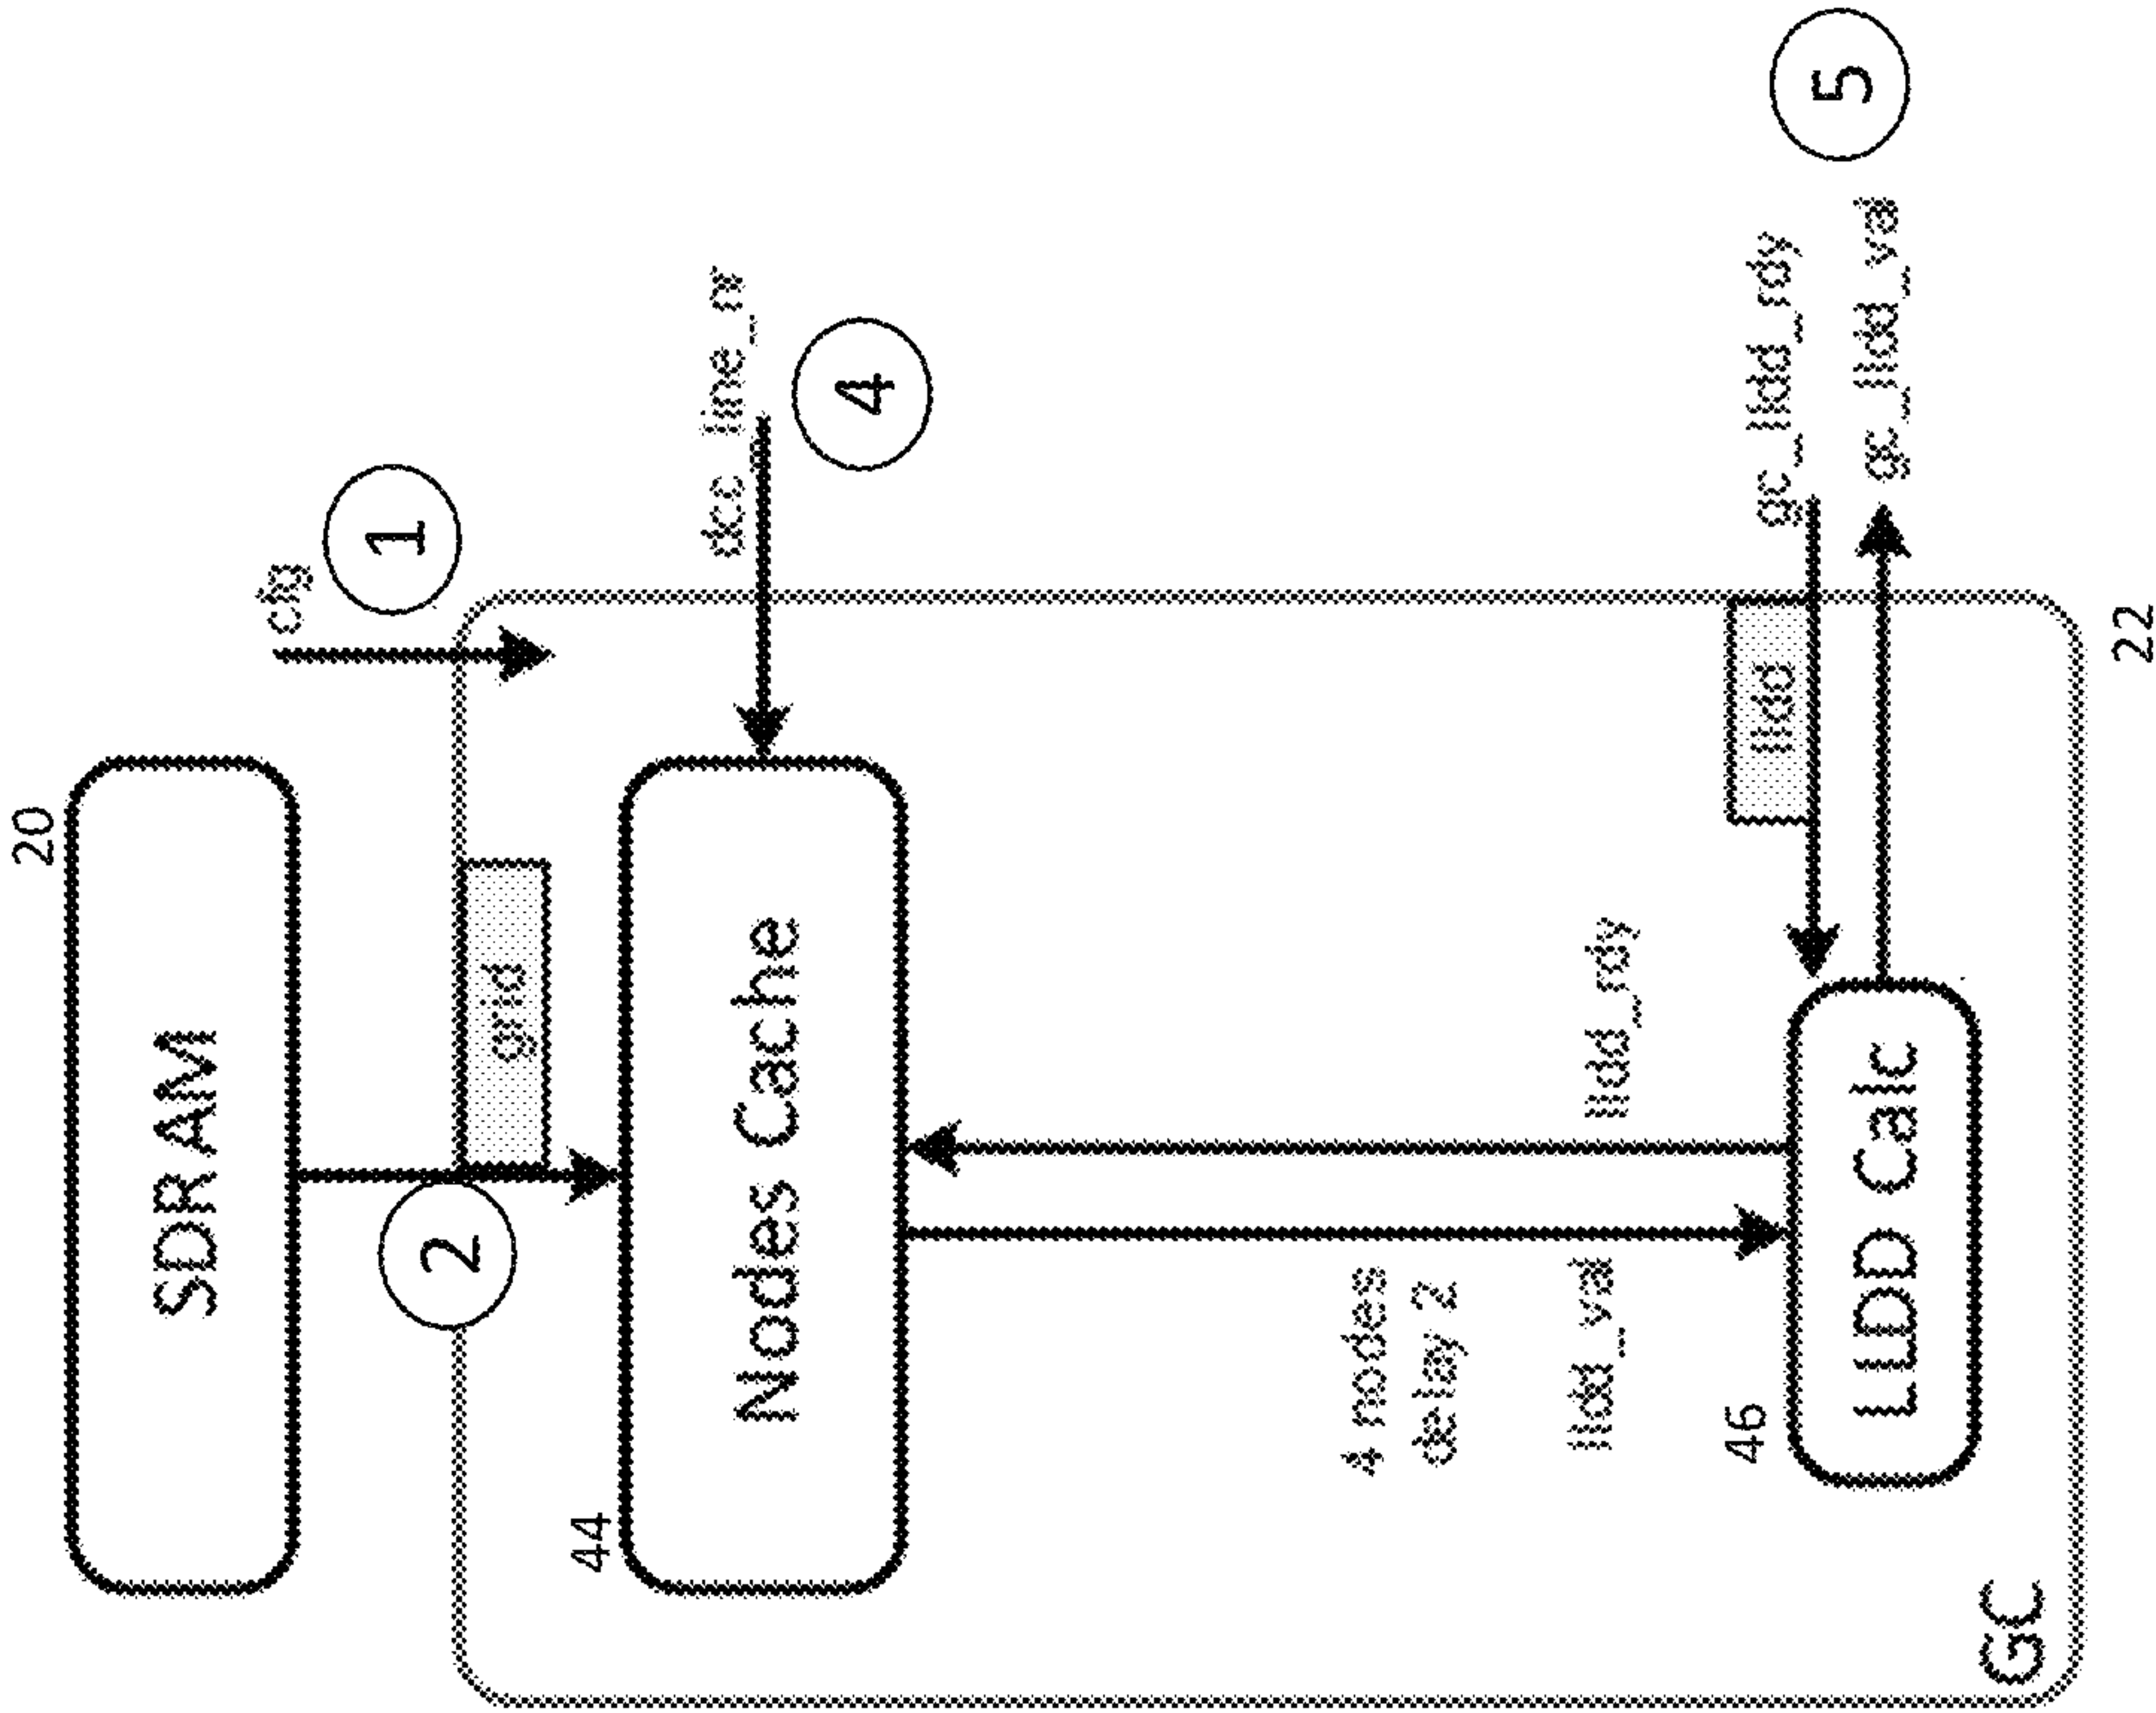 20
SDRAM
cfg
1
2
grid
44
Nodes Cache
dcc_line_nr
4
4 nodes
delay 2
lldd_val
lldd_rdy
lldd
gc_lldd_rdy
gc_lldd_val
5
46
LLDD Calc
GC
22